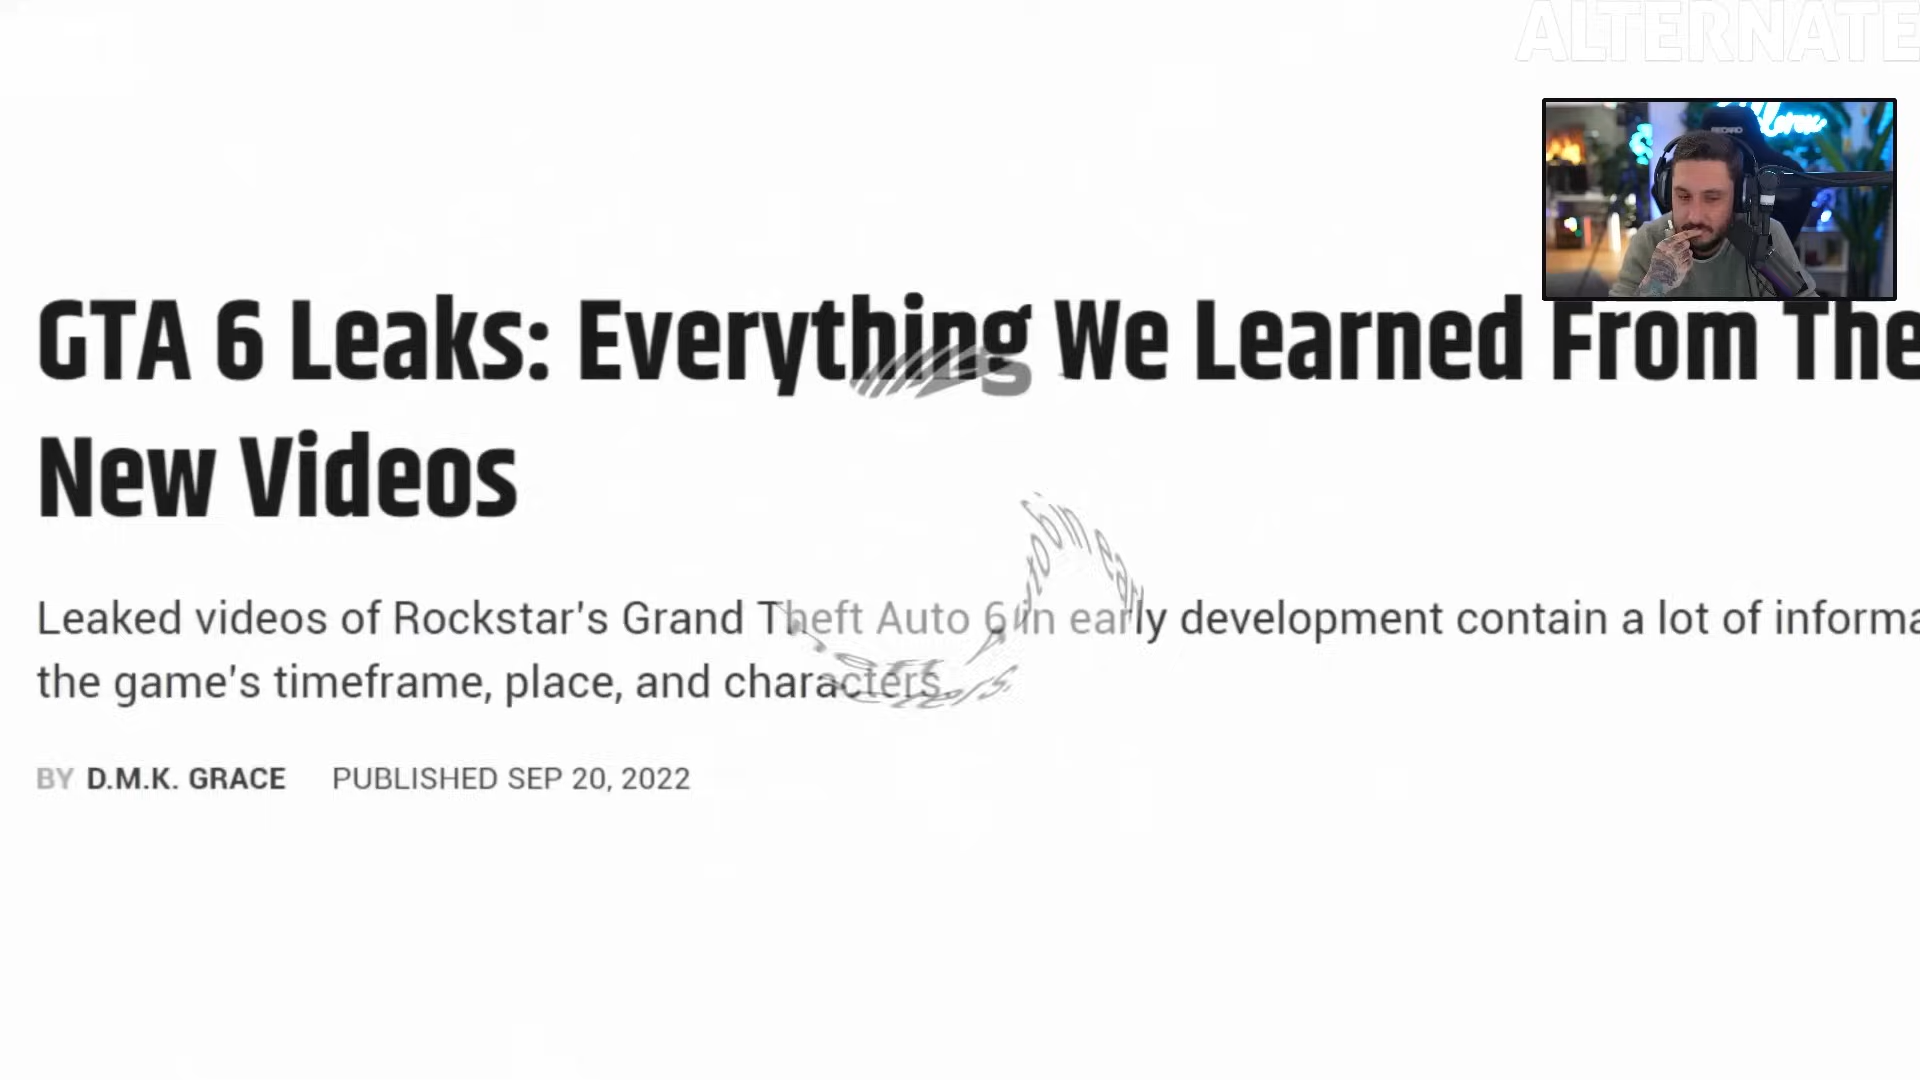 ALTERNATE
RECARO
GTA 6 Leaks: Everything We Learned From The
New Videos
Leaked videos of Rockstar's Grand Theft Auto 6 in early development contain a lot of informa
the game's timeframe, place, and characters.
BY D.M.K. GRACE PUBLISHED SEP 20, 2022